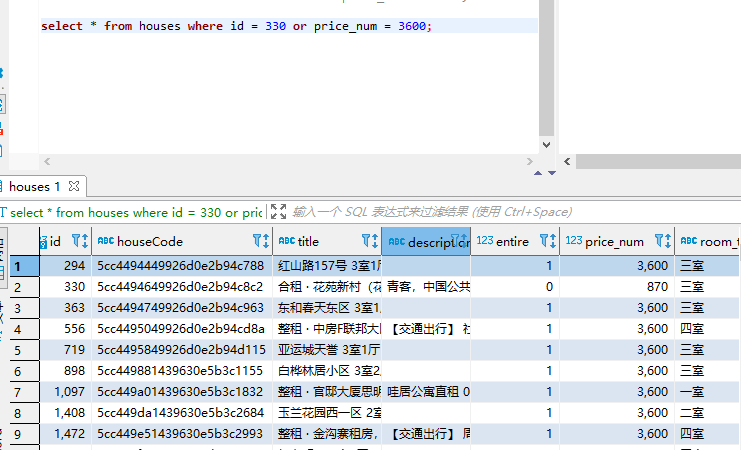 select * from houses where id = 330 or price_num = 3600;
houses 1
select * from houses where id = 330 or pric 输入一个 SQL 表达式来过滤结果 (使用 Ctrl+Space)
id ABC houseCode ABC title ABC description 123 entire 123 price_num ABC room_t
1 294 5cc4494449926d0e2b94c788 红山路157号 3室1厅 1 3,600 三室
2 330 5cc4494649926d0e2b94c8c2 合租·花苑新村（花 青客，中国公共 0 870 三室
3 363 5cc4494749926d0e2b94c963 东和春天东区 3室1 1 3,600 三室
4 556 5cc4495049926d0e2b94cd8a 整租·中房F联邦大 【交通出行】 社 1 3,600 四室
5 719 5cc4495849926d0e2b94d115 亚运城天誉 3室1厅 1 3,600 三室
6 898 5cc449881439630e5b3c1155 白桦林居小区 3室2 1 3,600 三室
7 1,097 5cc449a01439630e5b3c1832 整租·官邸大厦思明 哇居公寓直租 0 1 3,600 一室
8 1,408 5cc449da1439630e5b3c2684 玉兰花园西一区 2室 1 3,600 二室
9 1,472 5cc449e51439630e5b3c2993 整租·金沟寨租房， 【交通出行】 周 1 3,600 四室